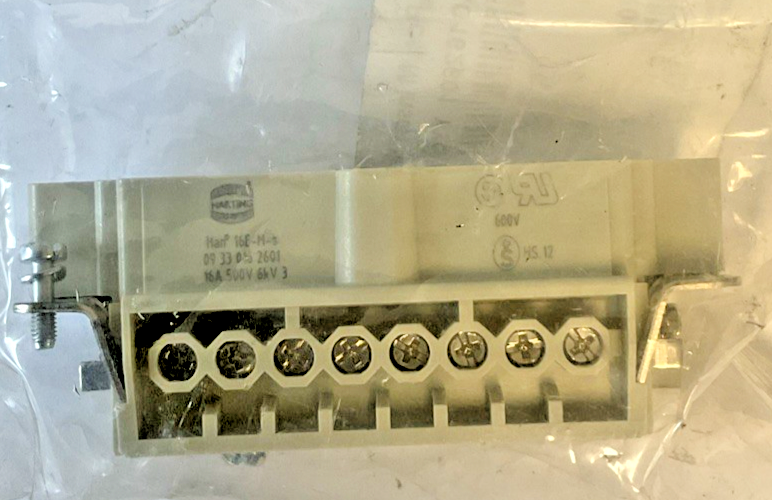 HARTING
Han® 16E-M-s
09 33 016 2601
16A 500V 6kV 3
600V
HS 12